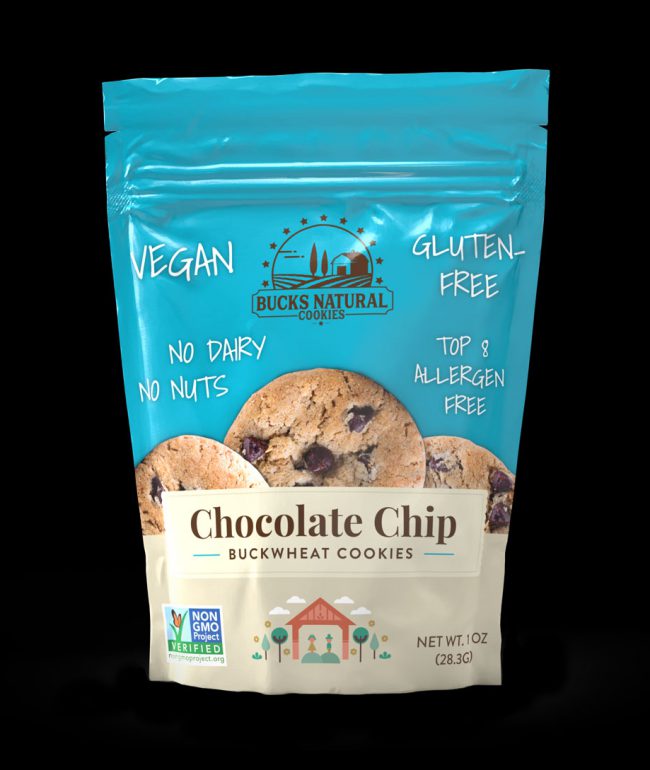 VEGAN
GLUTEN-
FREE
BUCKS NATURAL
COOKIES
NO DAIRY
NO NUTS
TOP 8
ALLERGEN
FREE
Chocolate Chip
BUCKWHEAT COOKIES
NON
GMO
Project
VERIFIED
nongmoproject.org
NET WT. 1 OZ
(28.3G)